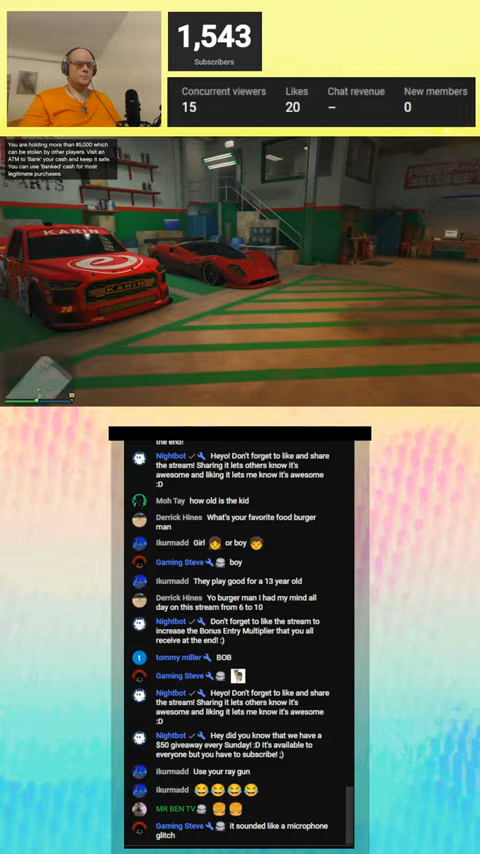 1,543
Subscribers
Concurrent viewers
15
Likes
20
Chat revenue
–
New members
0
You are holding more than $5,000 which
can be stolen by other players. Visit an
ATM to 'Bank' your cash and keep it safe.
You can use 'Banked' cash for most
legitimate purchases.
PARTS
KARIN
KARIN
26
the end!
Nightbot Heyo! Don't forget to like and share
the stream! Sharing it lets others know it's
awesome and liking it lets me know it's awesome
:D
Moh Tay how old is the kid
Derrick Hines What's your favorite food burger
man
Ikurmadd Girl 👧 or boy 👦
Gaming Steve boy
Ikurmadd They play good for a 13 year old
Derrick Hines Yo burger man I had my mind all
day on this stream from 6 to 10
Nightbot Don't forget to like the stream to
increase the Bonus Entry Multiplier that you all
receive at the end! :)
t tommy miller BOB
Gaming Steve
Nightbot Heyo! Don't forget to like and share
the stream! Sharing it lets others know it's
awesome and liking it lets me know it's awesome
:D
Nightbot Hey did you know that we have a
$50 giveaway every Sunday! :D It's available to
everyone but you have to subscribe! ;)
Ikurmadd Use your ray gun
Ikurmadd 😂😂😂😂
MR BEN TV 🍔🍔
Gaming Steve it sounded like a microphone
glitch